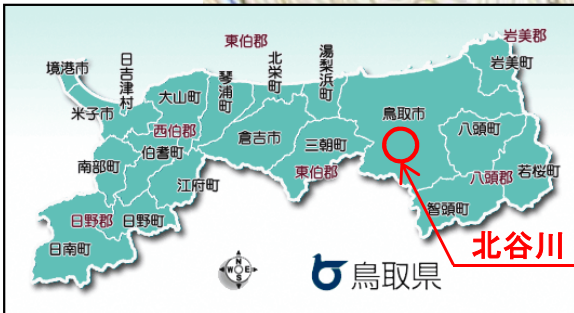 東伯郡
岩美郡
境港市
日吉津村
北栄町
湯梨浜町
岩美町
米子市
大山町
琴浦町
鳥取市
西伯郡
倉吉市
三朝町
八頭町
南部町
伯耆町
江府町
東伯郡
八頭郡
若桜町
日野郡
日野町
智頭町
日南町
北谷川
N
W E
S
鳥取県